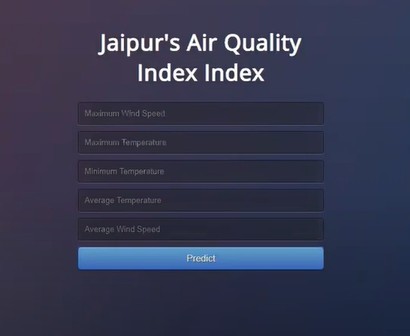 Jaipur's Air Quality
Index Index
Maximum Wind Speed
Maximum Temperature
Minimum Temperature
Average Temperature
Average Wind Speed
Predict